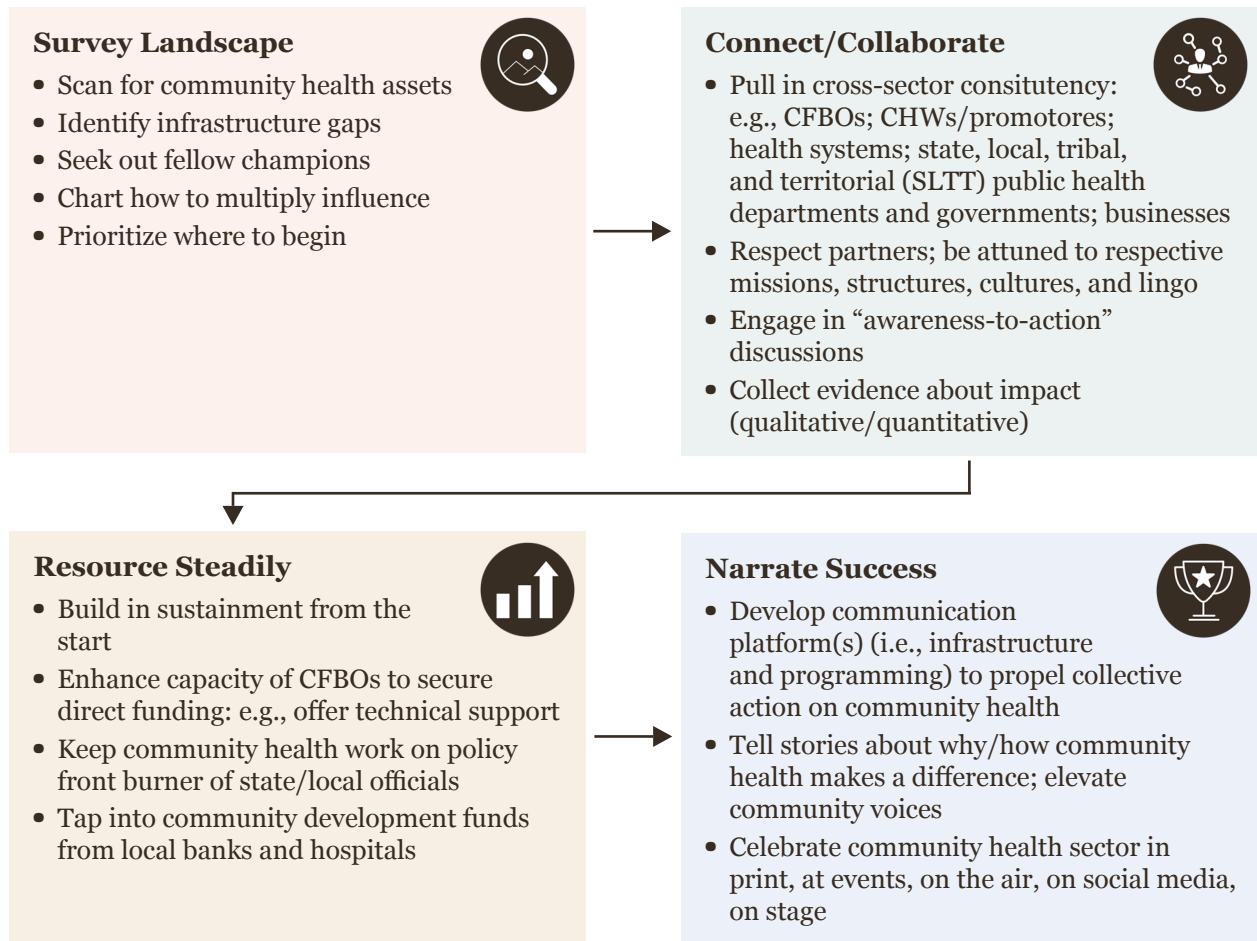 Survey Landscape
• Scan for community health assets
• Identify infrastructure gaps
• Seek out fellow champions
• Chart how to multiply influence
• Prioritize where to begin
Connect/Collaborate
• Pull in cross-sector consitutency:
e.g., CFBOs; CHWs/promotores;
health systems; state, local, tribal,
and territorial (SLTT) public health
departments and governments; businesses
• Respect partners; be attuned to respective
missions, structures, cultures, and lingo
• Engage in “awareness-to-action”
discussions
• Collect evidence about impact
(qualitative/quantitative)
Resource Steadily
• Build in sustainment from the
start
• Enhance capacity of CFBOs to secure
direct funding: e.g., offer technical support
• Keep community health work on policy
front burner of state/local officials
• Tap into community development funds
from local banks and hospitals
Narrate Success
• Develop communication
platform(s) (i.e., infrastructure
and programming) to propel collective
action on community health
• Tell stories about why/how community
health makes a difference; elevate
community voices
• Celebrate community health sector in
print, at events, on the air, on social media,
on stage